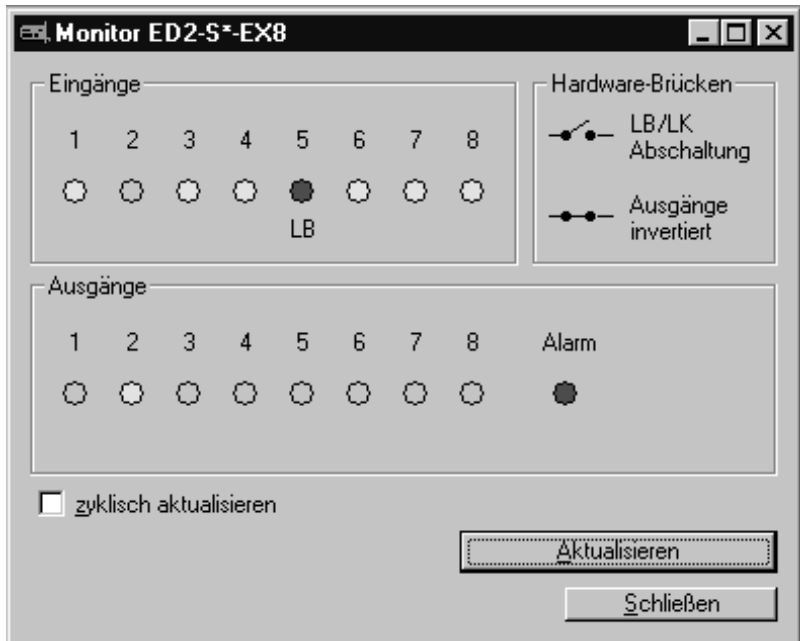 Monitor ED2-S*-EX8
Eingänge
1 2 3 4 5 6 7 8
LB
Hardware-Brücken
LB/LK
Abschaltung
Ausgänge
invertiert
Ausgänge
1 2 3 4 5 6 7 8 Alarm
zyklisch aktualisieren
Aktualisieren
Schließen